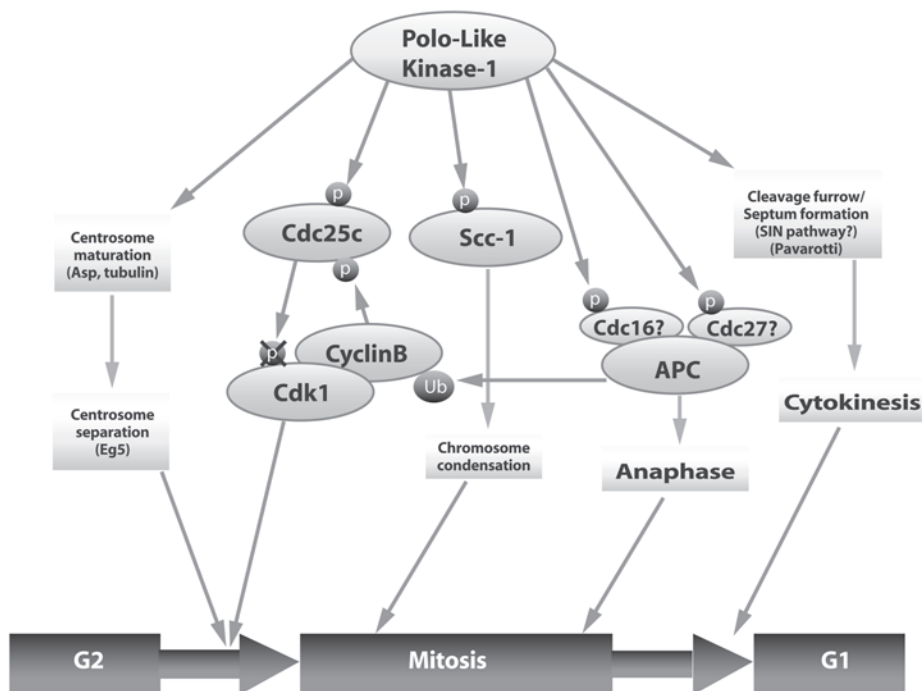 Polo-Like
Kinase-1
p
Cdc25c
p
p
Scc-1
Cleavage furrow/
Septum formation
(SIN pathway?)
(Pavarotti)
Centrosome
maturation
(Asp, tubulin)
p
Cdc16?
p
Cdc27?
p
CyclinB
Cdk1
Ub
APC
Cytokinesis
Centrosome
separation
(Eg5)
Chromosome
condensation
Anaphase
G2
Mitosis
G1